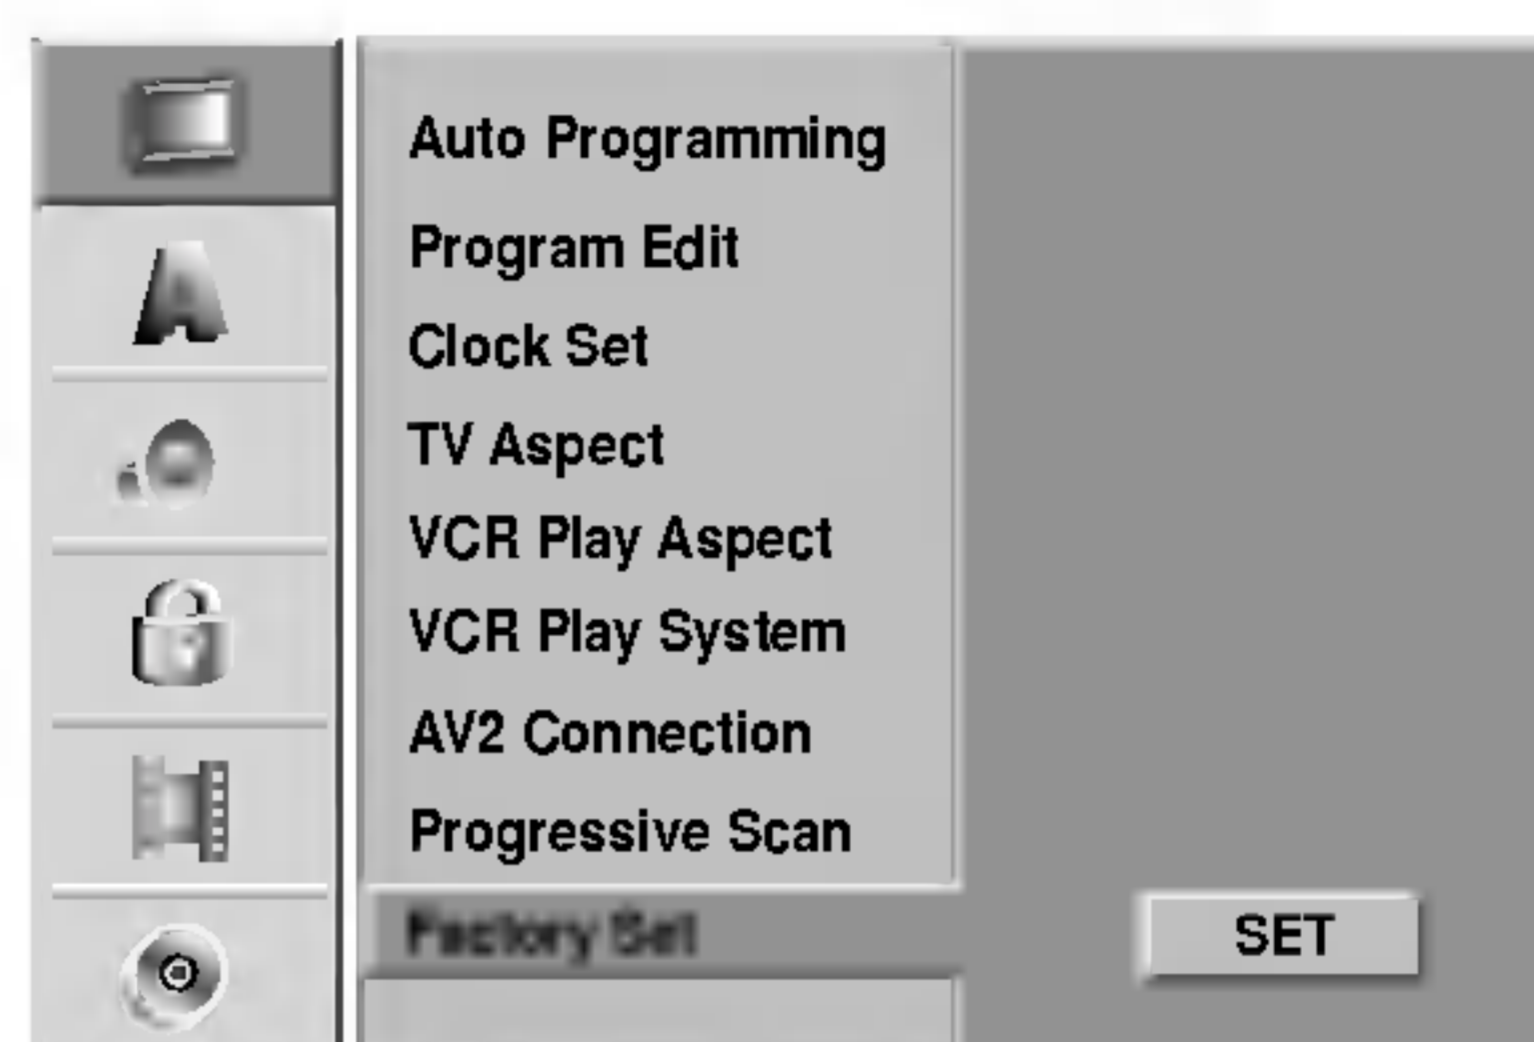 Auto Programming
Program Edit
Clock Set
TV Aspect
VCR Play Aspect
VCR Play System
AV2 Connection
Progressive Scan
Factory Set
SET